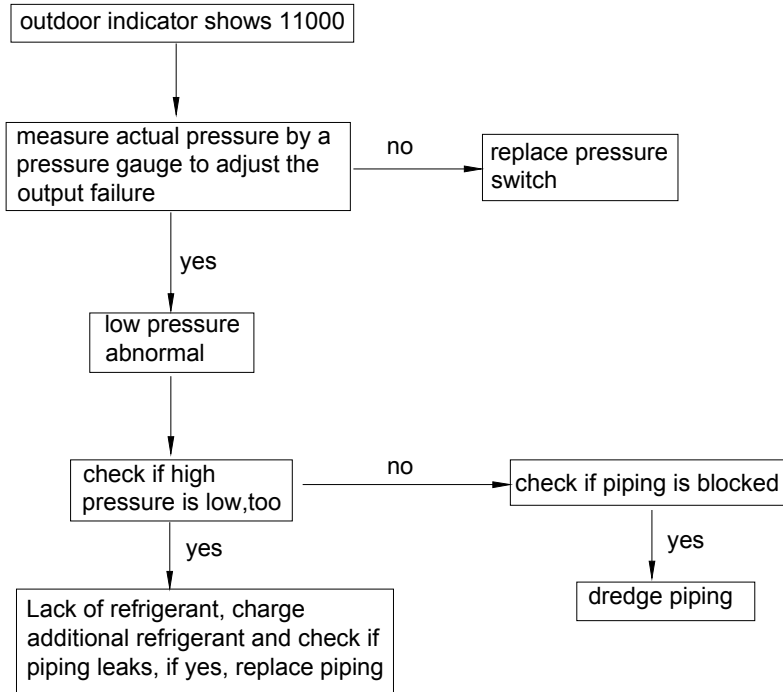 outdoor indicator shows 11000
measure actual pressure by a
pressure gauge to adjust the
output failure
no
replace pressure
switch
yes
low pressure
abnormal
check if high
pressure is low,too
no
check if piping is blocked
yes
yes
Lack of refrigerant, charge
additional refrigerant and check if
piping leaks, if yes, replace piping
dredge piping